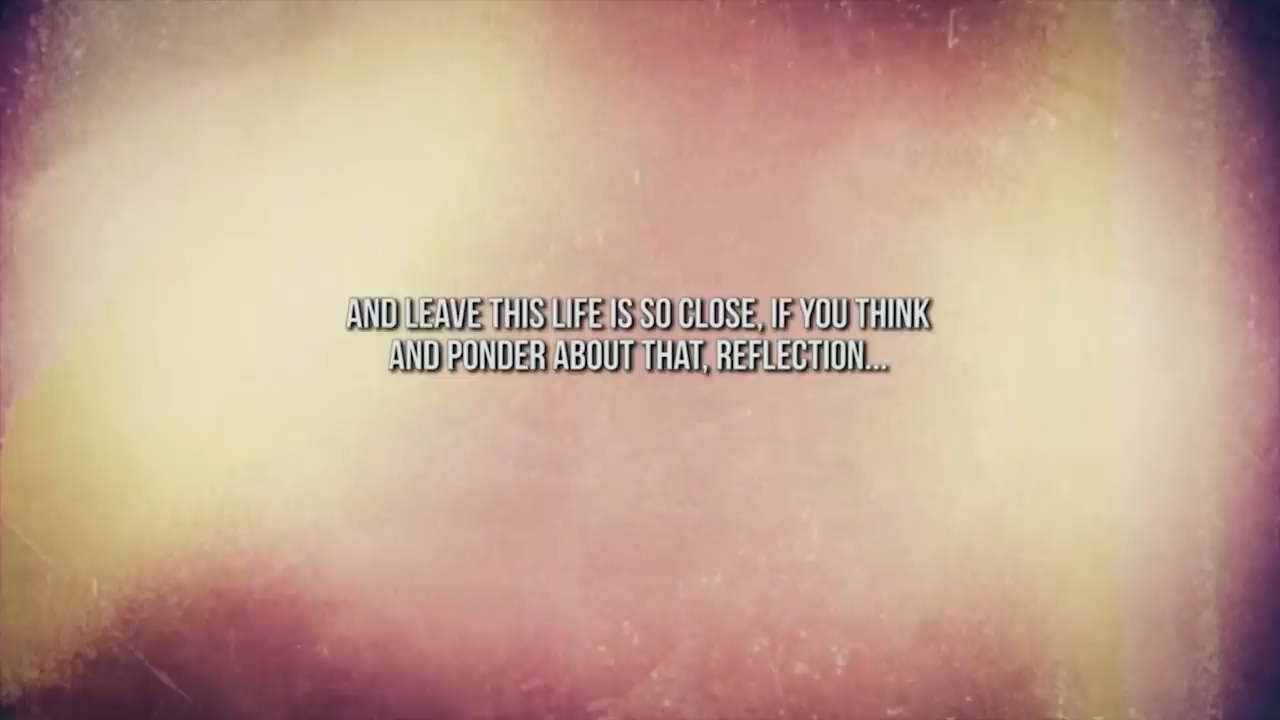 AND LEAVE THIS LIFE IS SO CLOSE, IF YOU THINK
AND PONDER ABOUT THAT, REFLECTION...